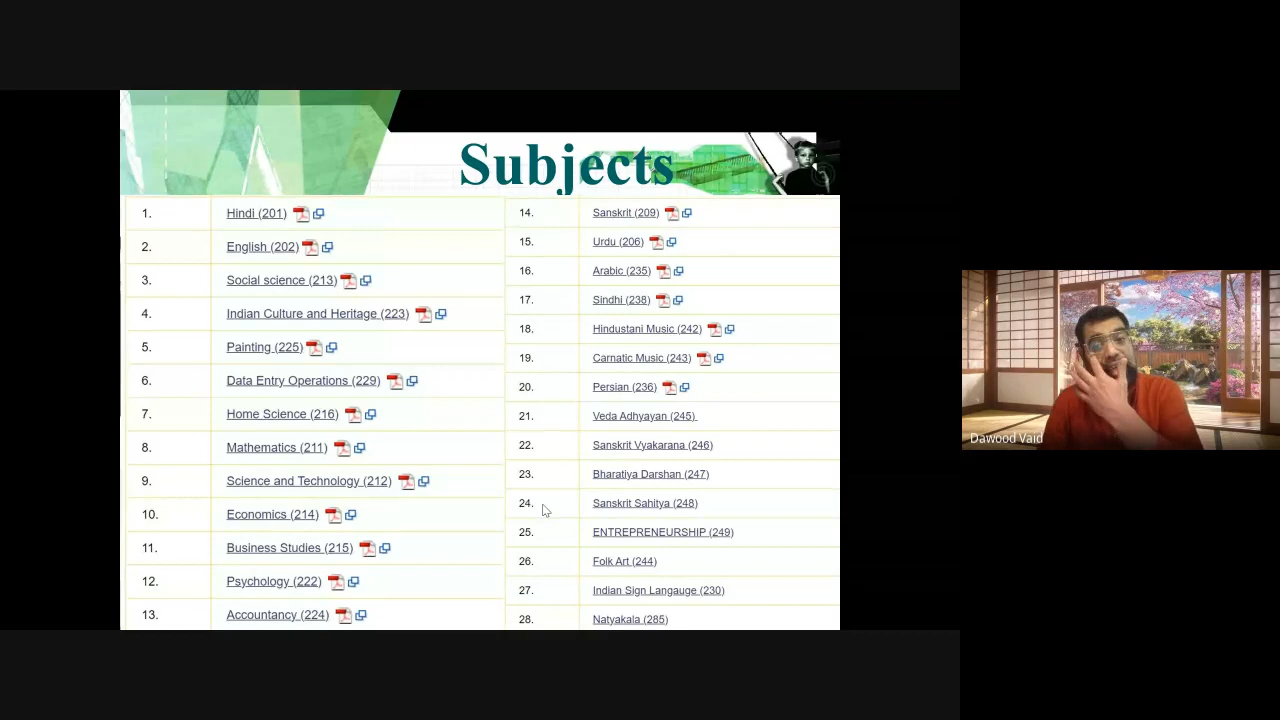 Subjects
1. Hindi (201)
2. English (202)
3. Social science (213)
4. Indian Culture and Heritage (223)
5. Painting (225)
6. Data Entry Operations (229)
7. Home Science (216)
8. Mathematics (211)
9. Science and Technology (212)
10. Economics (214)
11. Business Studies (215)
12. Psychology (222)
13. Accountancy (224)
14. Sanskrit (209)
15. Urdu (206)
16. Arabic (235)
17. Sindhi (238)
18. Hindustani Music (242)
19. Carnatic Music (243)
20. Persian (236)
21. Veda Adhyayan (245)
22. Sanskrit Vyakarana (246)
23. Bharatiya Darshan (247)
24. Sanskrit Sahitya (248)
25. ENTREPRENEURSHIP (249)
26. Folk Art (244)
27. Indian Sign Langauge (230)
28. Natyakala (285)
Dawood Vaid